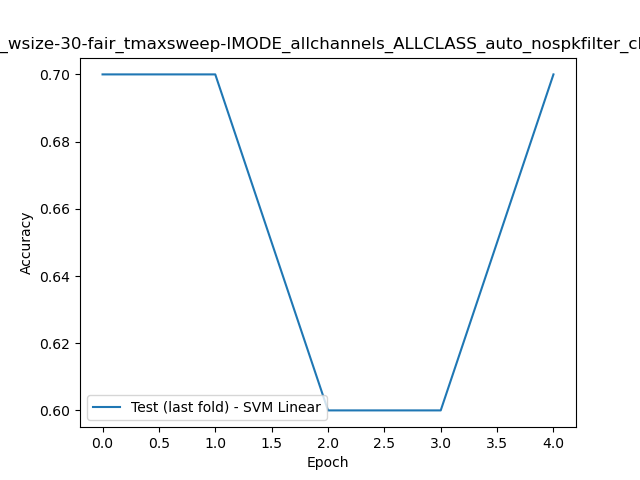 _wsize-30-fair_tmaxsweep-IMODE_allchannels_ALLCLASS_auto_nospkfilter_cl
0.70
0.68
0.66
0.64
0.62
0.60
Accuracy
Test (last fold) - SVM Linear
0.0 0.5 1.0 1.5 2.0 2.5 3.0 3.5 4.0
Epoch